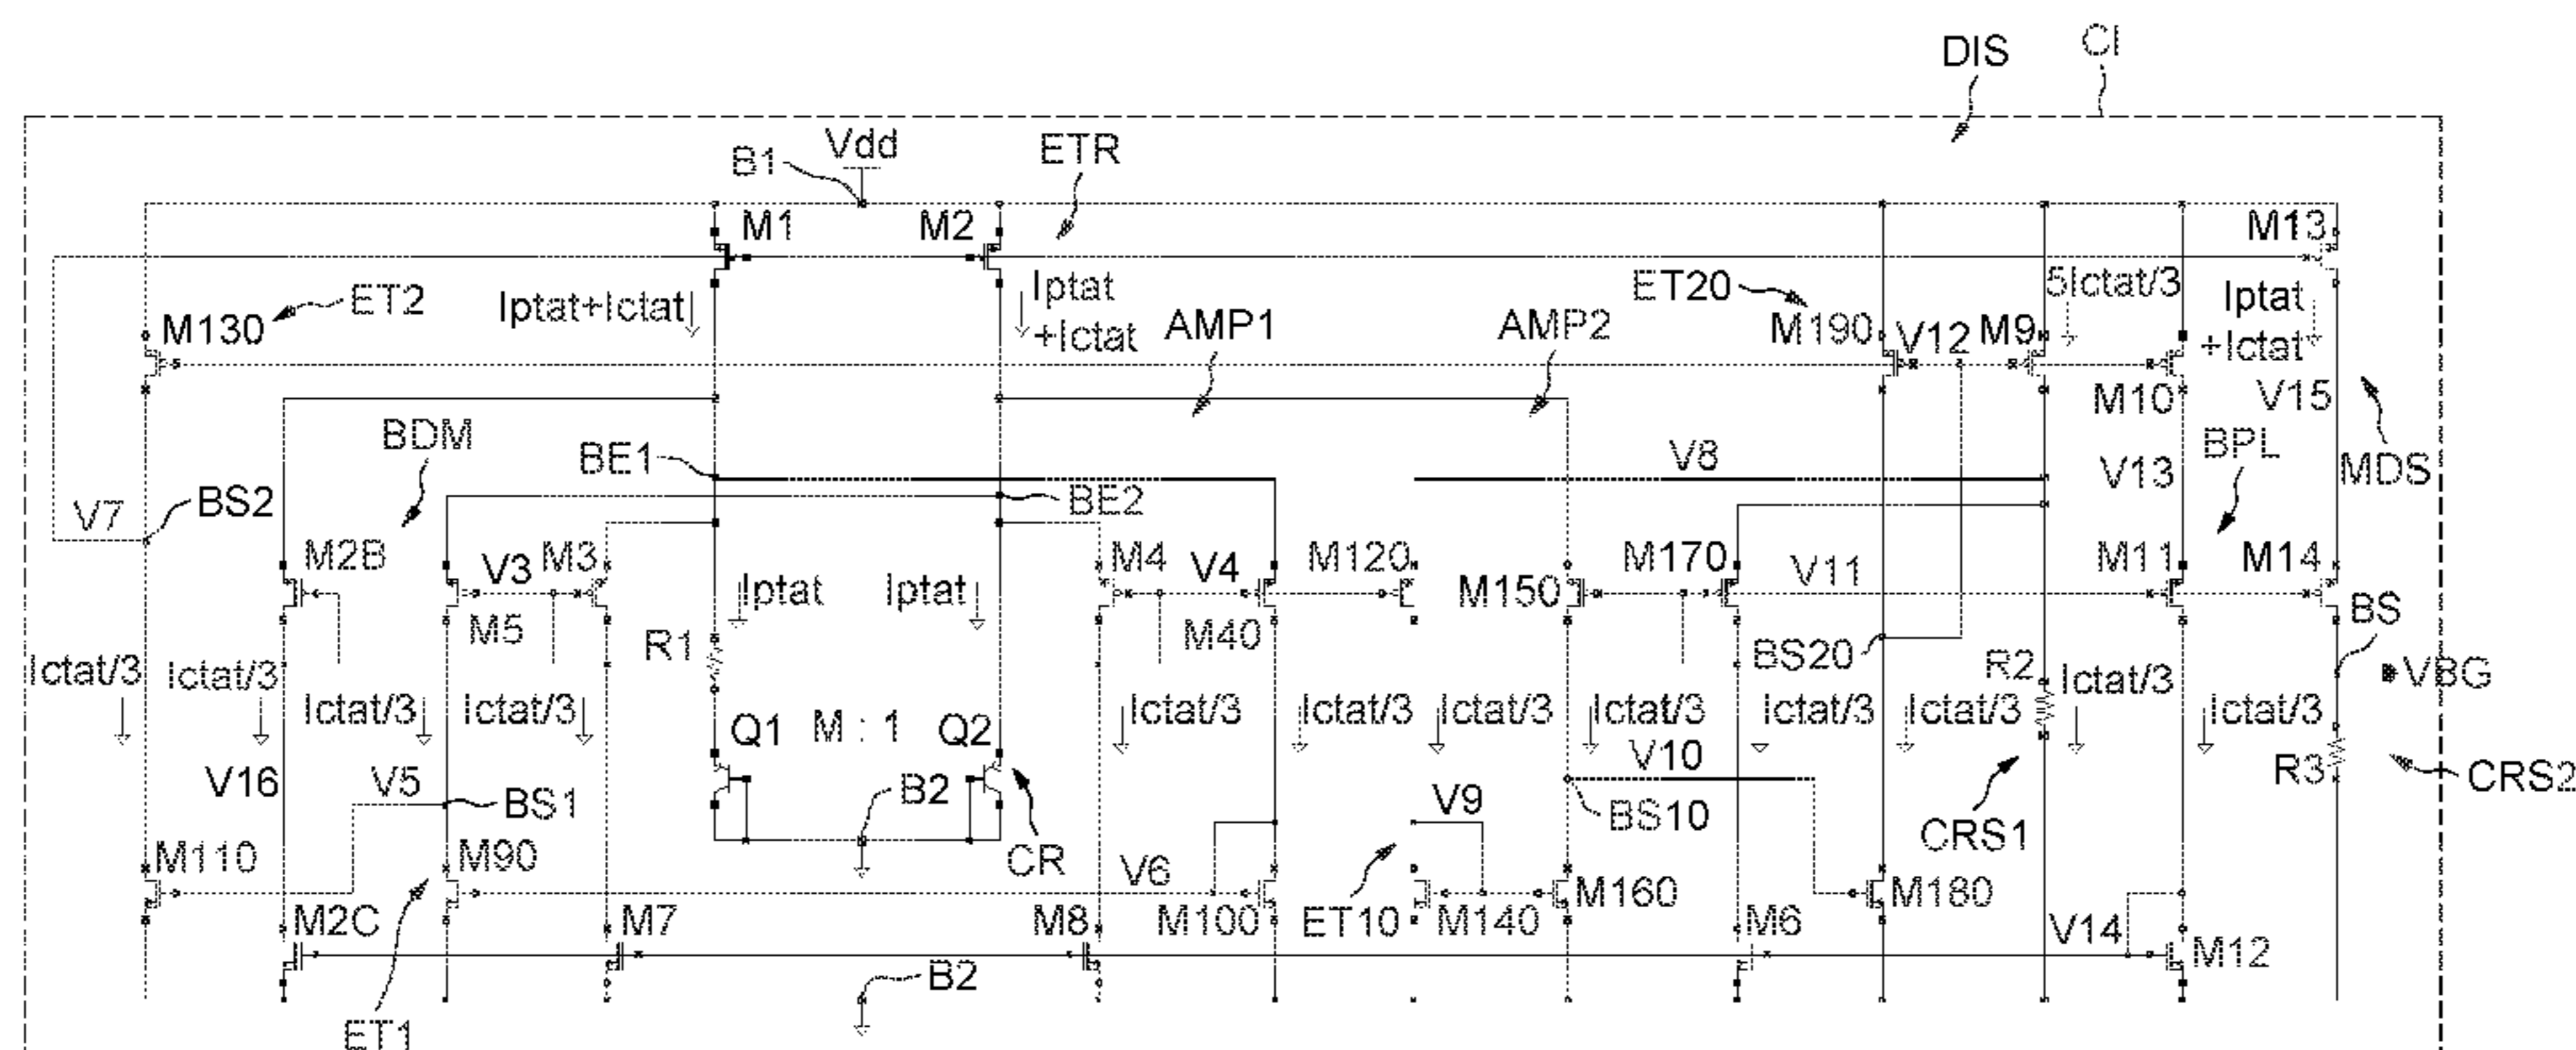 DIS
CI
Vdd
B1
ETR
M1
M2
M13
ET2
Iptat+Ictat
Iptat
+Ictat
ET20
5Ictat/3
Iptat
+Ictat
M130
AMP1
AMP2
M190
V12
M9
M10
V15
BDM
BE1
V8
BPL
V13
MDS
V7
BS2
BE2
M2B
V3
M3
M4
V4
M120
M170
M11
M14
V11
M150
M5
Iptat
Iptat
M40
BS
R1
BS20
R2
Ictat/3
Ictat/3
Ictat/3
VBG
Ictat/3
Ictat/3
Ictat/3
Ictat/3
Ictat/3
Ictat/3
Ictat/3
Ictat/3
Ictat/3
Q1
M : 1
Q2
V10
R3
CRS2
V16
V5
BS1
B2
V9
BS10
CRS1
M110
M90
CR
V6
M2C
M7
M8
M100
ET10
M140
M160
M6
M180
V14
M12
B2
ET1